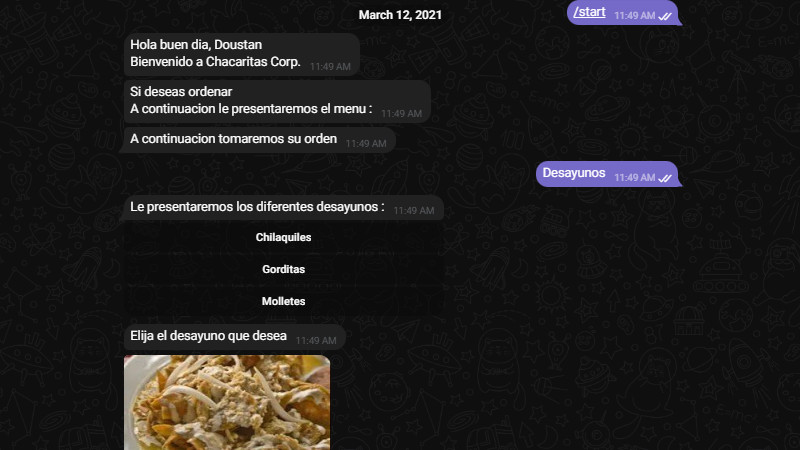 March 12, 2021
/start 11:49 AM
Hola buen dia, Doustan
Bienvenido a Chacaritas Corp. 11:49 AM
Si deseas ordenar
A continuacion le presentaremos el menu : 11:49 AM
A continuacion tomaremos su orden 11:49 AM
Desayunos 11:49 AM
Le presentaremos los diferentes desayunos : 11:49 AM
Chilaquiles
Gorditas
Molletes
Elija el desayuno que desea 11:49 AM